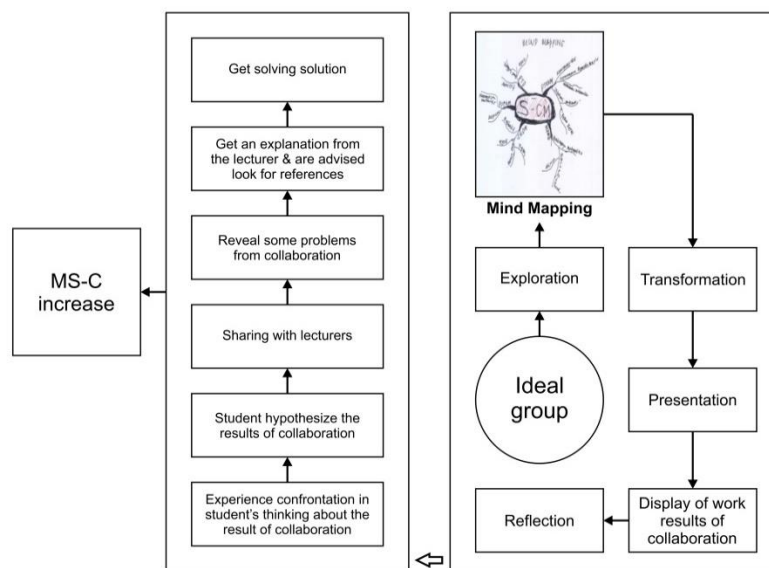 Get solving solution
Get an explanation from
the lecturer & are advised
look for references
Reveal some problems
from collaboration
Sharing with lecturers
Student hypothesize the
results of collaboration
Experience confrontation in
student's thinking about the
result of collaboration
MS-C
increase
S-CM
Mind Mapping
Exploration
Ideal
group
Transformation
Presentation
Display of work
results of
collaboration
Reflection